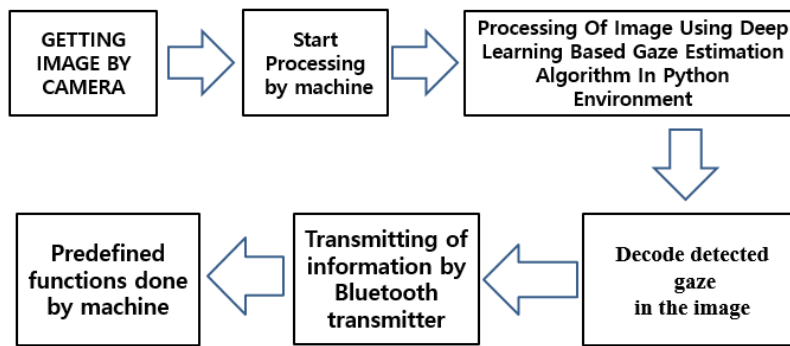 GETTING
IMAGE BY
CAMERA
Start
Processing
by machine
Processing Of Image Using Deep
Learning Based Gaze Estimation
Algorithm In Python
Environment
Decode detected
gaze
in the image
Transmitting of
information by
Bluetooth
transmitter
Predefined
functions done
by machine